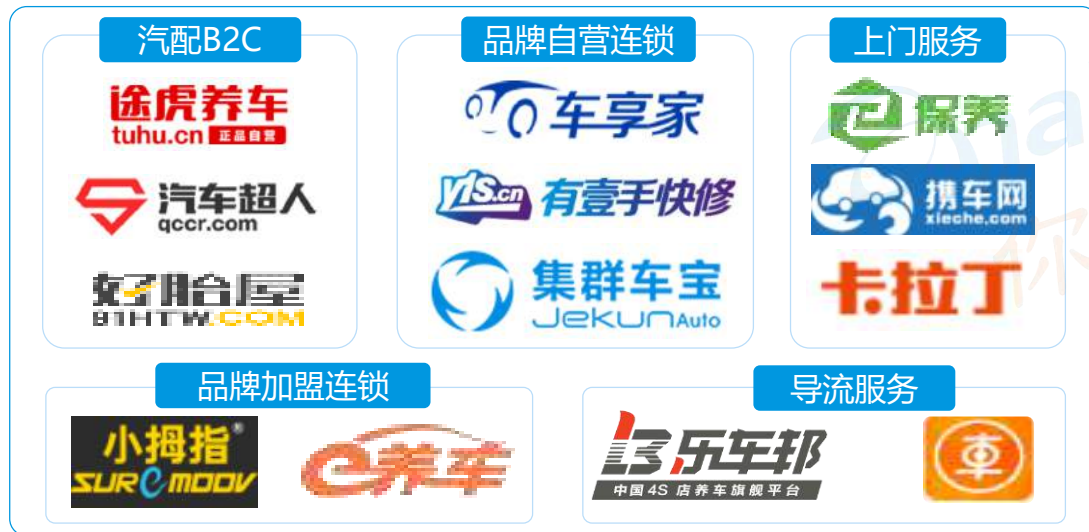 汽配B2C
途虎养车
tuhu.cn 正品自营
汽车超人
qccr.com
好胎屋
81HTW.COM
品牌自营连锁
车享家
y1s.cn 有壹手快修
集群车宝
JekunAuto
上门服务
e保养
携车网
xieche.com
卡拉丁
品牌加盟连锁
小拇指®
SUREMOOV
e养车
导流服务
乐车邦
中国4S店养车旗舰平台
車